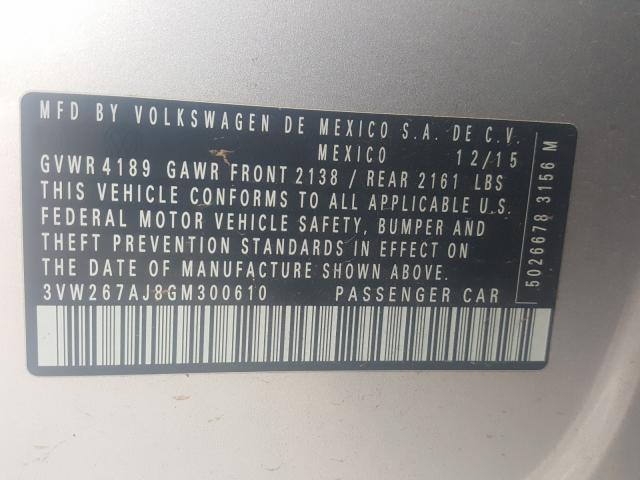 MFD BY VOLKSWAGEN DE MEXICO S.A. DE C.V.
MEXICO 12/15
GVWR 4189 GAWR FRONT 2138 / REAR 2161 LBS
THIS VEHICLE CONFORMS TO ALL APPLICABLE U.S.
FEDERAL MOTOR VEHICLE SAFETY, BUMPER AND
THEFT PREVENTION STANDARDS IN EFFECT ON
THE DATE OF MANUFACTURE SHOWN ABOVE.
3VW267AJ8GM300610 PASSENGER CAR
5026678 3156 M